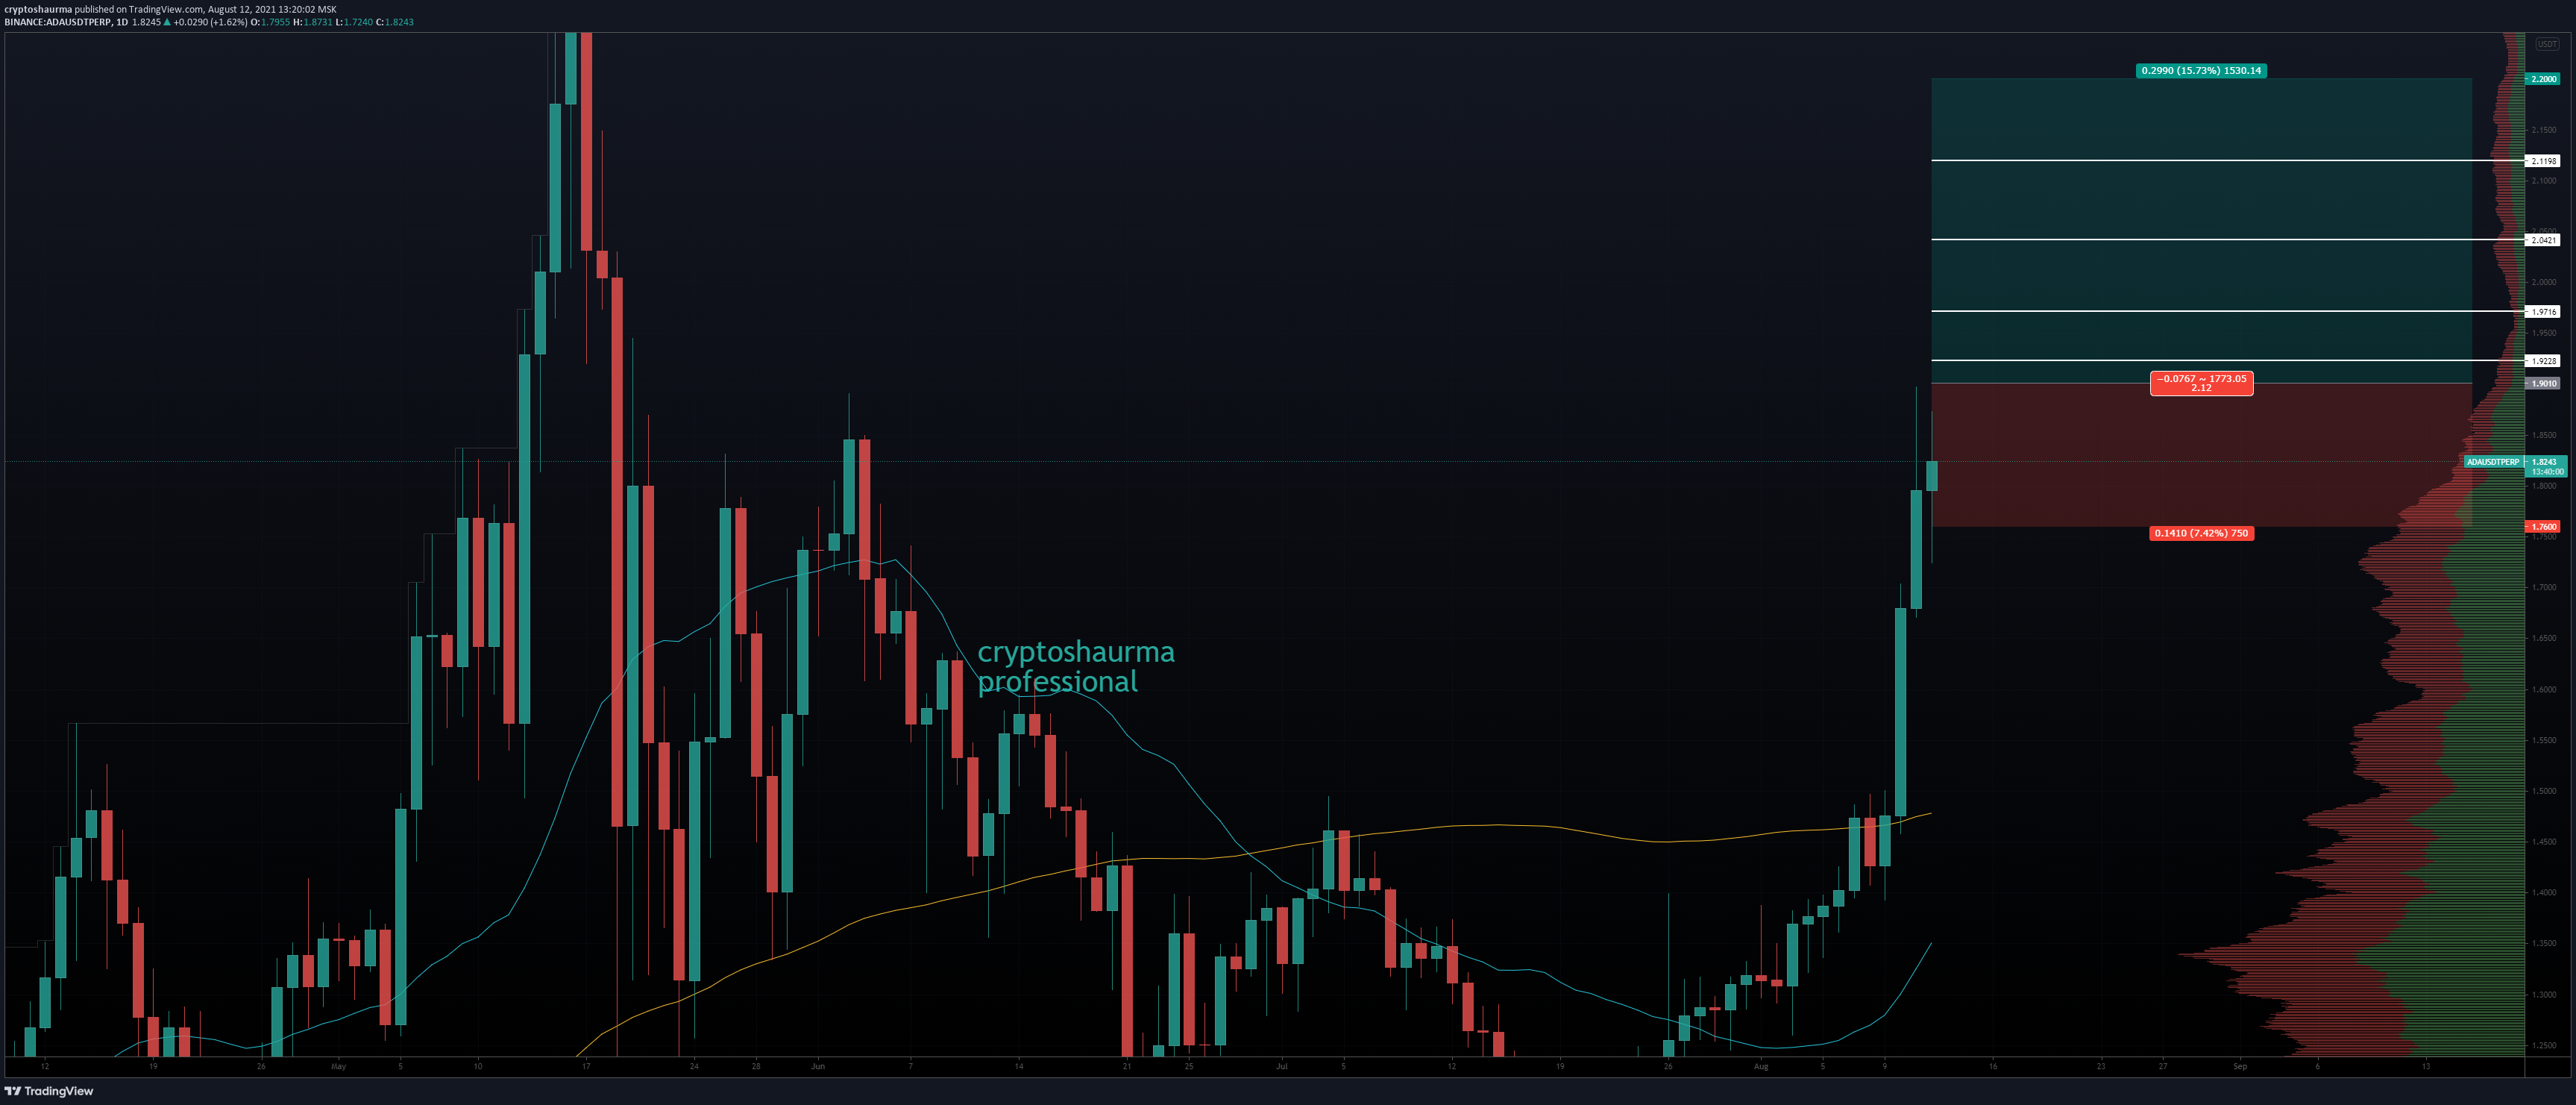 cryptoshaurma published on TradingView.com, August 12, 2021 13:20:02 MSK
BINANCE:ADAUSDTPERP, 1D 1.8245 ▲ +0.0290 (+1.62%) O:1.7955 H:1.8731 L:1.7240 C:1.8243
USDT
0.2990 (15.73%) 1530.14
2.2000
2.1500
2.1198
2.1000
2.0500
2.0421
2.0000
1.9716
1.9500
1.9228
−0.0767 ~ 1773.05
2.12
1.9010
1.8500
ADAUSDTPERP 1.8243
13:40:00
1.8000
1.7600
0.1410 (7.42%) 750
1.7500
1.7000
cryptoshaurma
professional
1.6500
1.6000
1.5500
1.5000
1.4500
1.4000
1.3500
1.3000
1.2500
12 19 26 May 5 10 17 24 28 Jun 7 14 21 25 Jul 5 12 19 26 Aug 5 9 16 23 27 Sep 6 13
TradingView